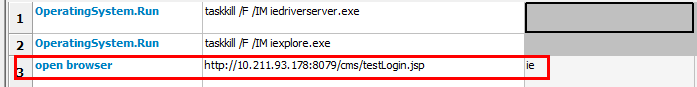 1 OperatingSystem.Run taskkill /F /IM iedriverserver.exe
2 OperatingSystem.Run taskkill /F /IM iexplore.exe
3 open browser http://10.211.93.178:8079/cms/testLogin.jsp ie